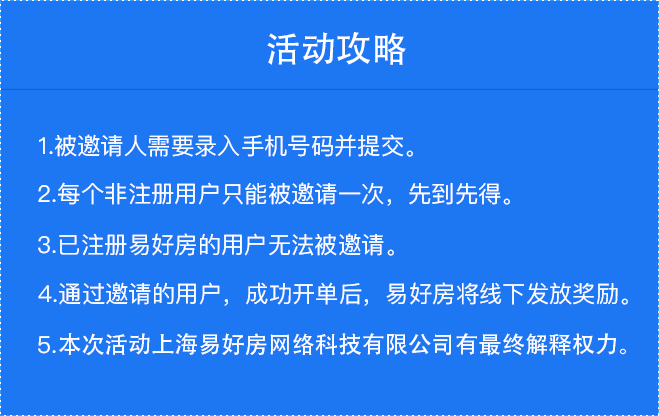 活动攻略
1.被邀请人需要录入手机号码并提交。
2.每个非注册用户只能被邀请一次，先到先得。
3.已注册易好房的用户无法被邀请。
4.通过邀请的用户，成功开单后，易好房将线下发放奖励。
5.本次活动上海易好房网络科技有限公司有最终解释权力。